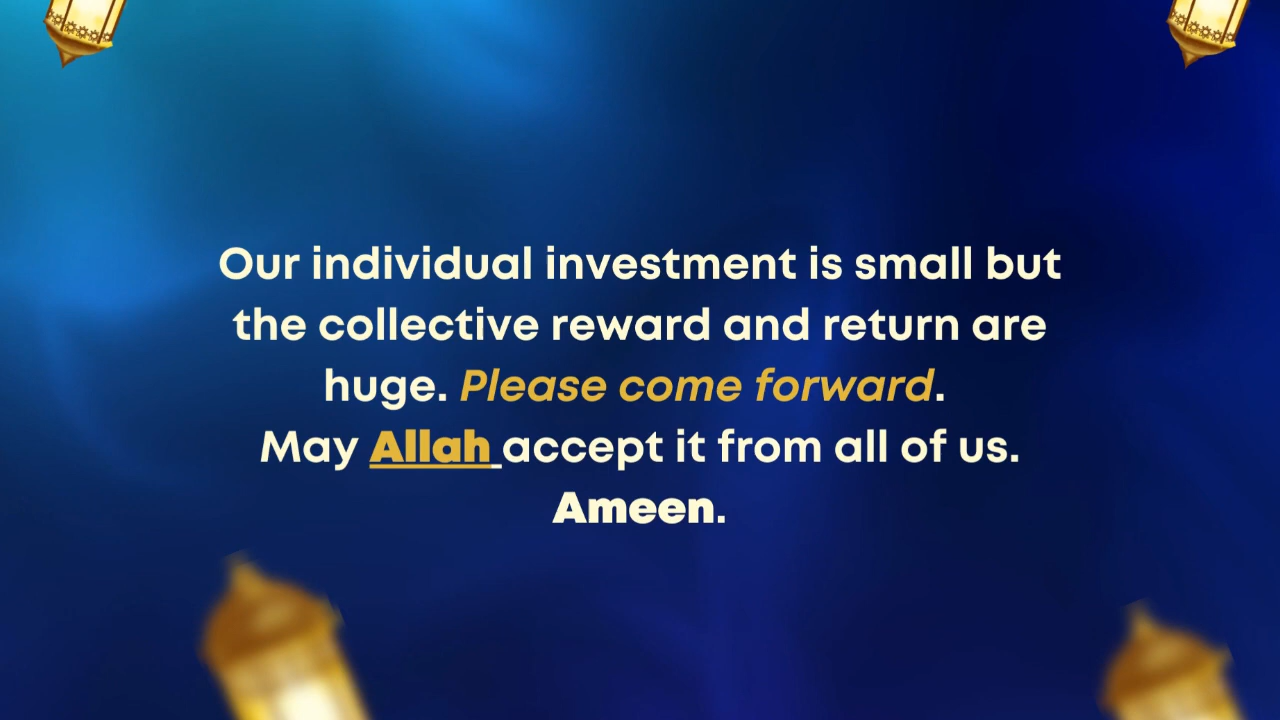 Our individual investment is small but
the collective reward and return are
huge. Please come forward.
May Allah accept it from all of us.
Ameen.